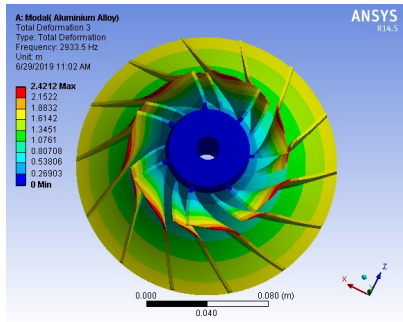 A: Modal( Aluminium Alloy)
Total Deformation 3
Type: Total Deformation
Frequency: 2933.5 Hz
Unit: m
6/29/2019 11:02 AM
ANSYS
R14.5
2.4212 Max
2.1522
1.8832
1.6142
1.3451
1.0761
0.80708
0.53806
0.26903
0 Min
0.000
0.080 (m)
0.040
X
Y
Z